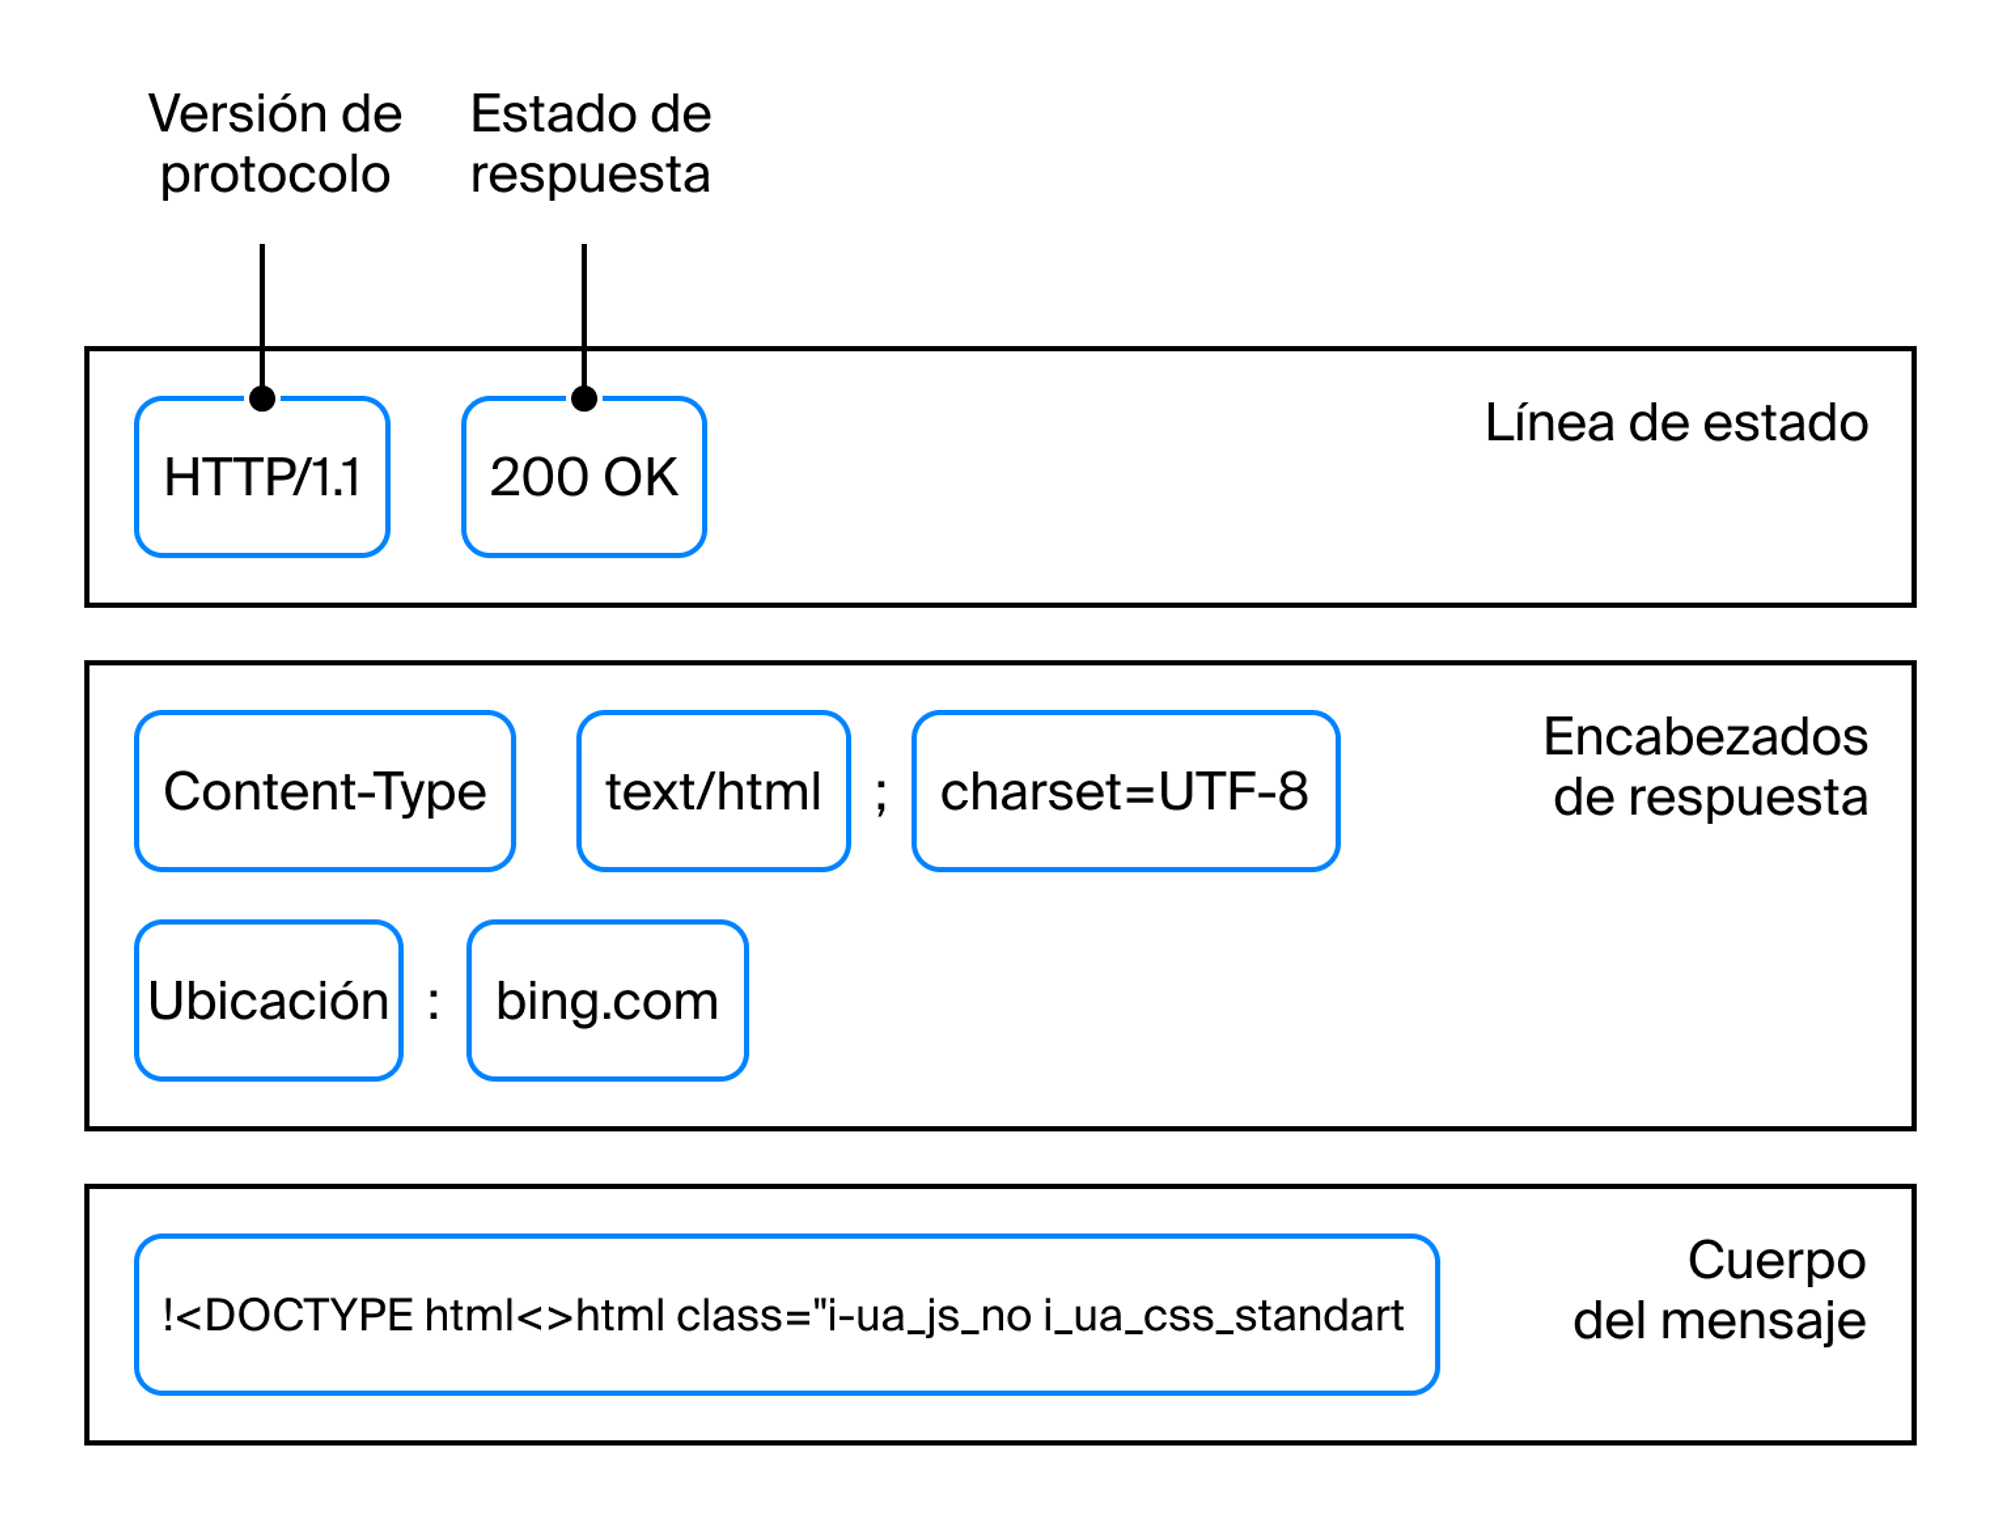 Versión de
protocolo
Estado de
respuesta
HTTP/1.1 200 OK
Línea de estado
Content-Type text/html ; charset=UTF-8
Encabezados
de respuesta
Ubicación : bing.com
!<DOCTYPE html<>html class="i-ua_js_no i_ua_css_standart
Cuerpo
del mensaje